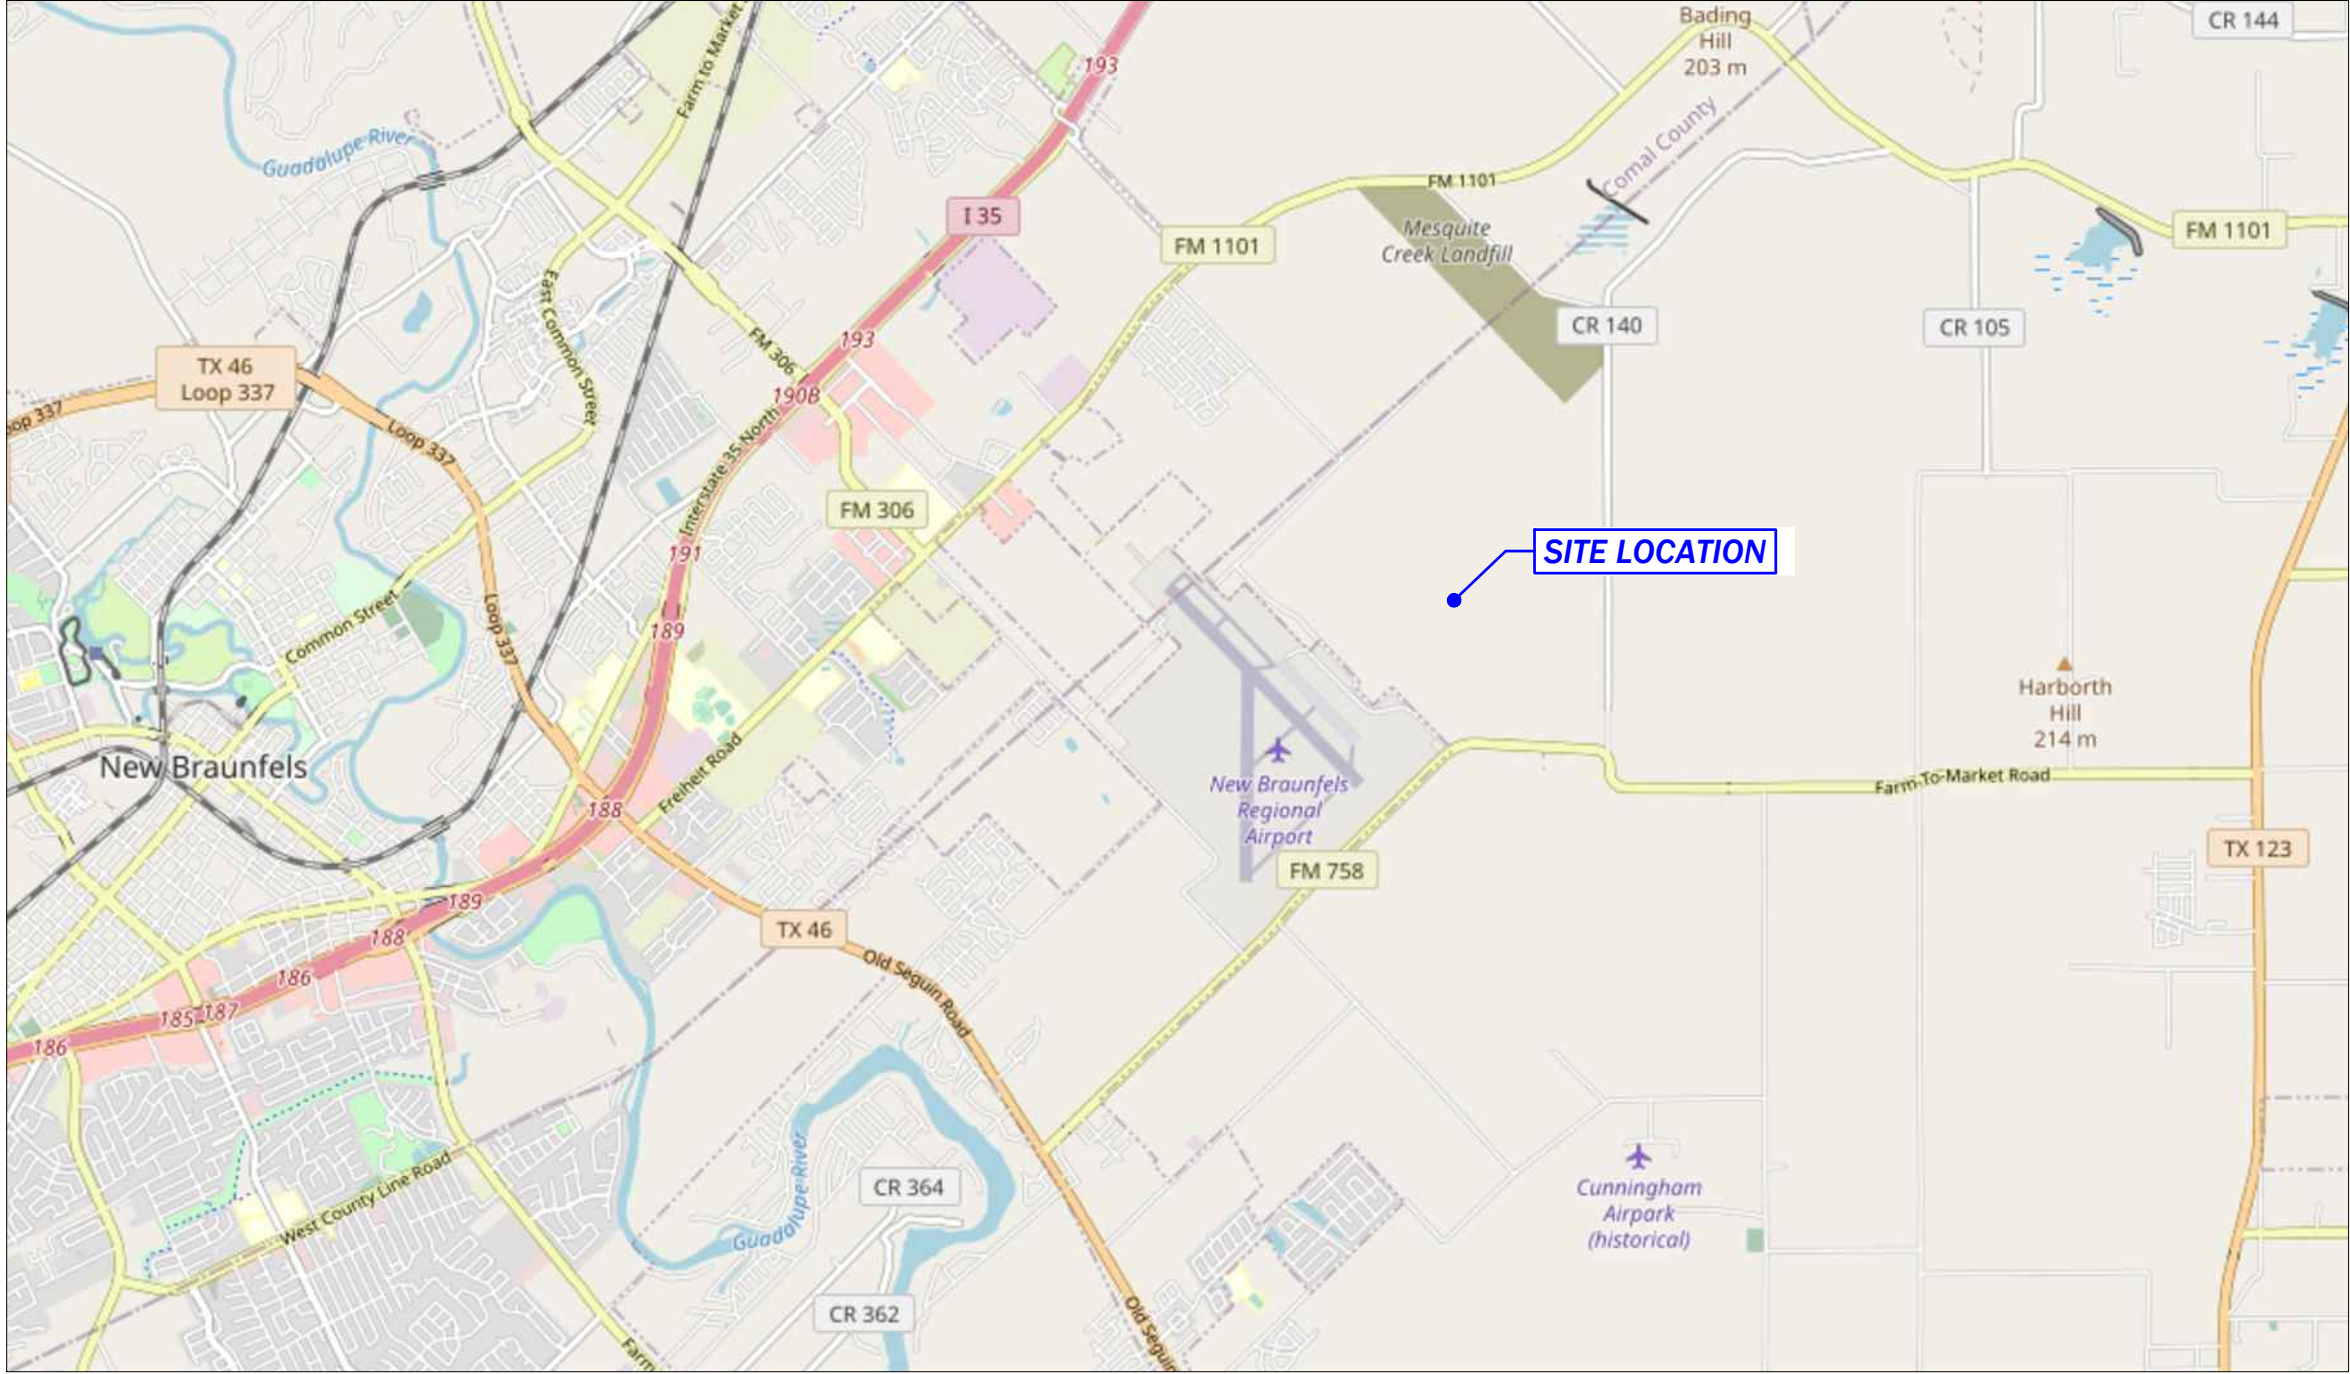 Farm to Market
193
Bading
Hill
203 m
CR 144
Guadalupe River
Comal County
I 35
FM 1101
FM 1101
Mesquite
Creek Landfill
FM 1101
East Common Street
CR 140
CR 105
TX 46
Loop 337
FM 306
193
190B
oop 337
Loop 337
Interstate 35 North
FM 306
191
SITE LOCATION
Common Street
Loop 337
189
Harborth
Hill
214 m
New Braunfels
Freiheit Road
188
New Braunfels
Regional
Airport
Farm-To-Market Road
TX 123
FM 758
189
188
TX 46
Old Seguin Road
186
185-187
186
West County Line Road
Guadalupe River
CR 364
Cunningham
Airpark
(historical)
CR 362
Old Seguin
Farm